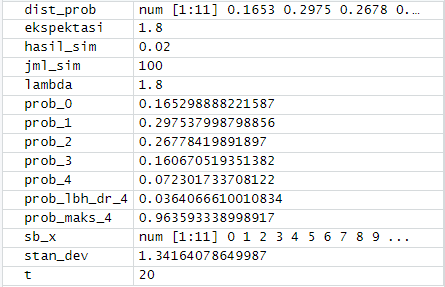 dist_prob num [1:11] 0.1653 0.2975 0.2678 0.…
ekspektasi 1.8
hasil_sim 0.02
jml_sim 100
lambda 1.8
prob_0 0.165298888221587
prob_1 0.297537998798856
prob_2 0.26778419891897
prob_3 0.160670519351382
prob_4 0.072301733708122
prob_lbh_dr_4 0.0364066610010834
prob_maks_4 0.963593338998917
sb_x num [1:11] 0 1 2 3 4 5 6 7 8 9 ...
stan_dev 1.34164078649987
t 20